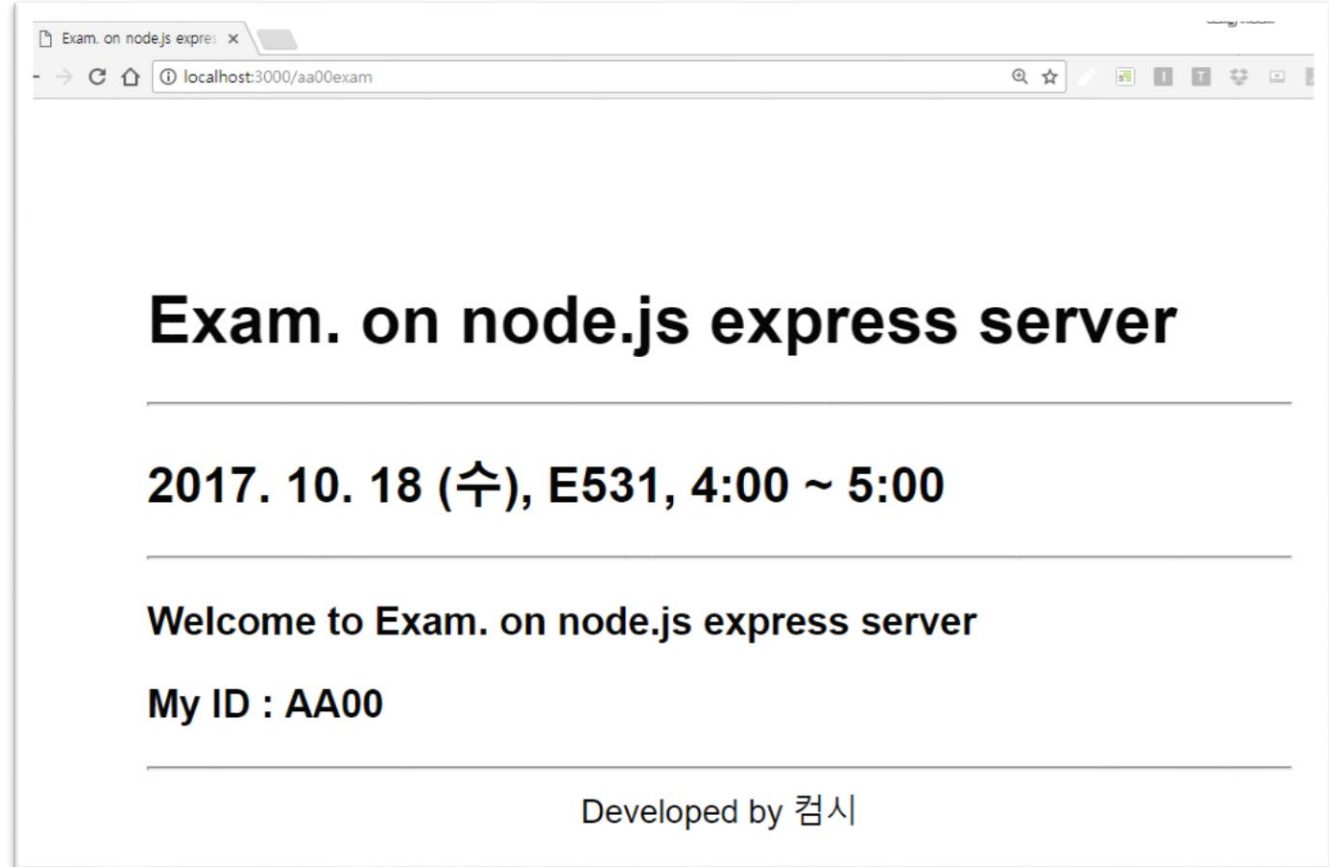 Exam. on node.js expres
localhost:3000/aa00exam
Exam. on node.js express server
2017. 10. 18 (수), E531, 4:00 ~ 5:00
Welcome to Exam. on node.js express server
My ID : AA00
Developed by 컴시